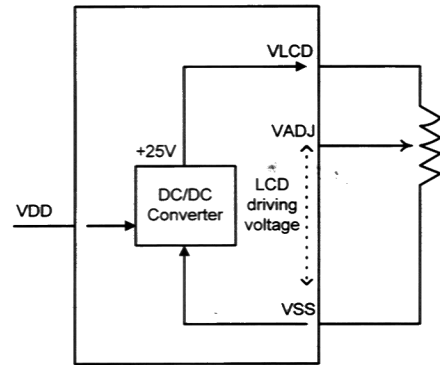 VLCD
VADJ
+25V
DC/DC
Converter
LCD
driving
voltage
VDD
VSS